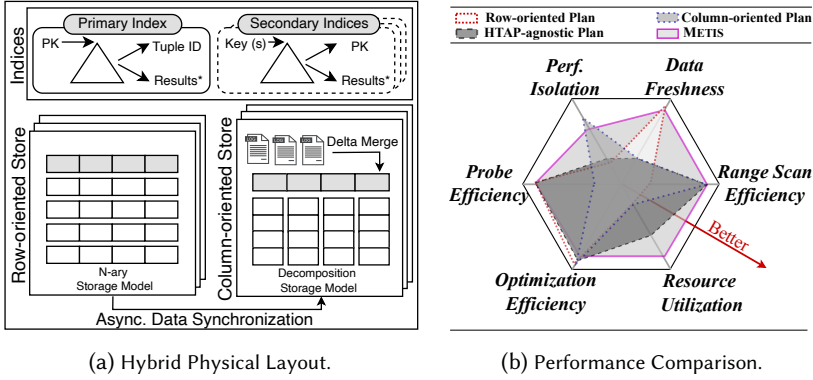 Indices
Primary Index
PK
Tuple ID
Results*
Secondary Indices
Key (s)
PK
Results*
Row-oriented Store
N-ary
Storage Model
Column-oriented Store
Delta Merge
Decomposition
Storage Model
Async. Data Synchronization
(a) Hybrid Physical Layout.
Row-oriented Plan
Column-oriented Plan
HTAP-agnostic Plan
METIS
Perf.
Isolation
Data
Freshness
Probe
Efficiency
Range Scan
Efficiency
Better
Optimization
Efficiency
Resource
Utilization
(b) Performance Comparison.